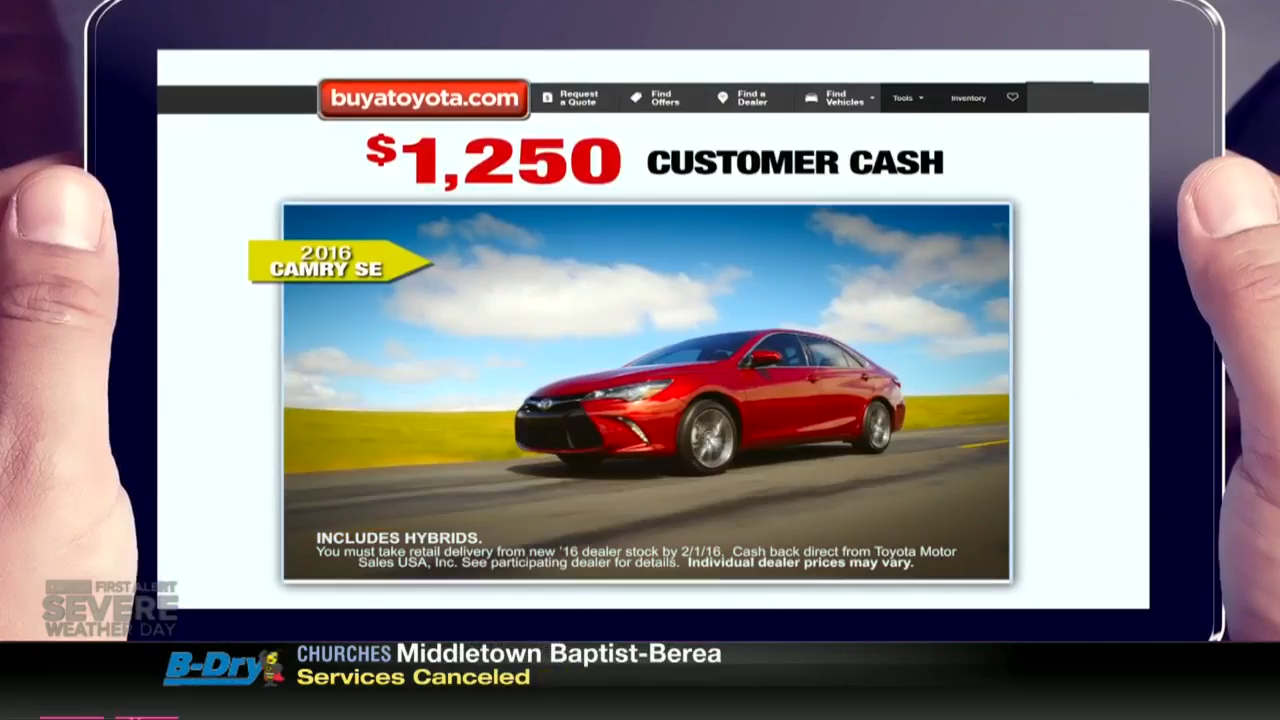 buyatoyota.com
Request a Quote
Find Offers
Find a Dealer
Find Vehicles
Tools
Inventory
$1,250 CUSTOMER CASH
2016
CAMRY SE
INCLUDES HYBRIDS.
You must take retail delivery from new '16 dealer stock by 2/1/16. Cash back direct from Toyota Motor
Sales USA, Inc. See participating dealer for details. Individual dealer prices may vary.
FIRST ALERT
SEVERE
WEATHER DAY
B-Dry
CHURCHES Middletown Baptist-Berea
Services Canceled